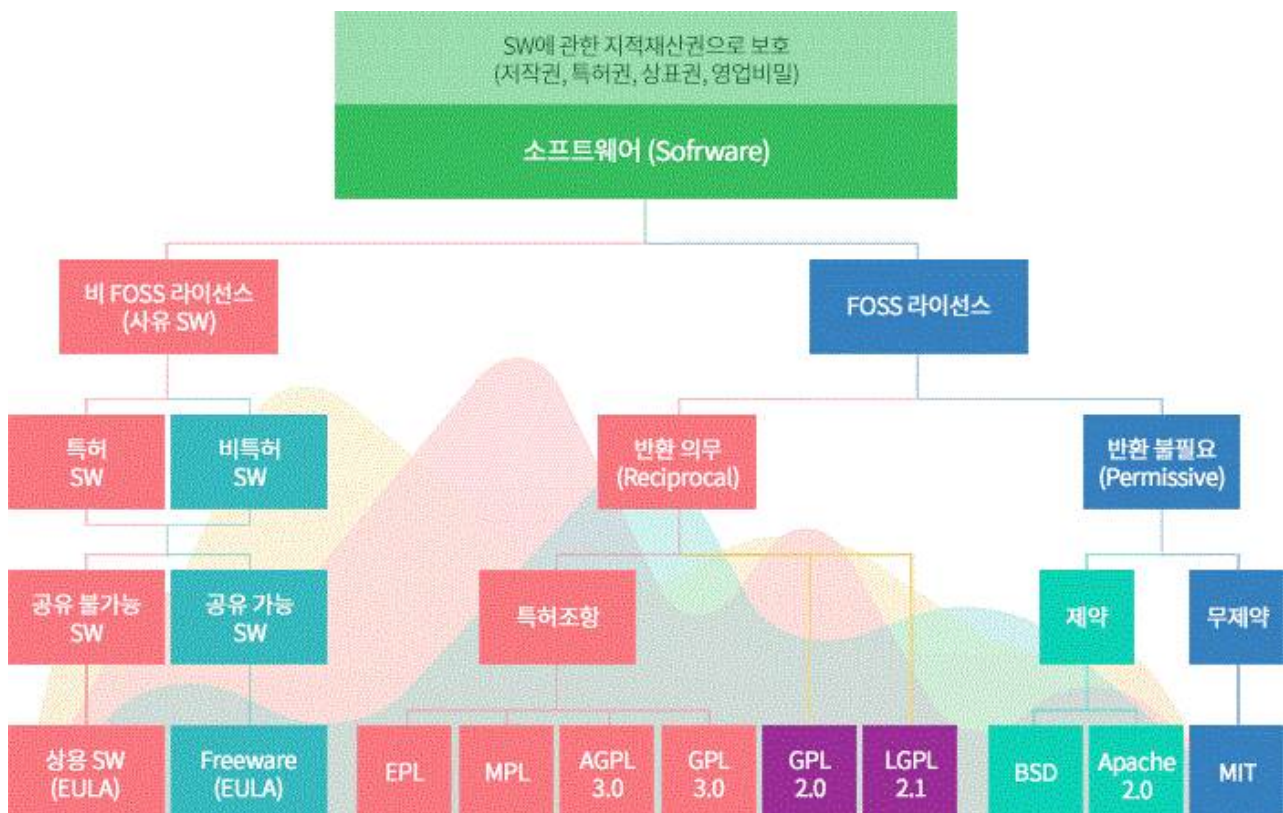 SW에 관한 지적재산권으로 보호
(저작권, 특허권, 상표권, 영업비밀)
소프트웨어 (Sofrware)
비 FOSS 라이선스
(사유 SW)
FOSS 라이선스
특허
SW
비특허
SW
반환 의무
(Reciprocal)
반환 불필요
(Permissive)
공유 불가능
SW
공유 가능
SW
특허조항
제약
무제약
상용 SW
(EULA)
Freeware
(EULA)
EPL
MPL
AGPL
3.0
GPL
3.0
GPL
2.0
LGPL
2.1
BSD
Apache
2.0
MIT